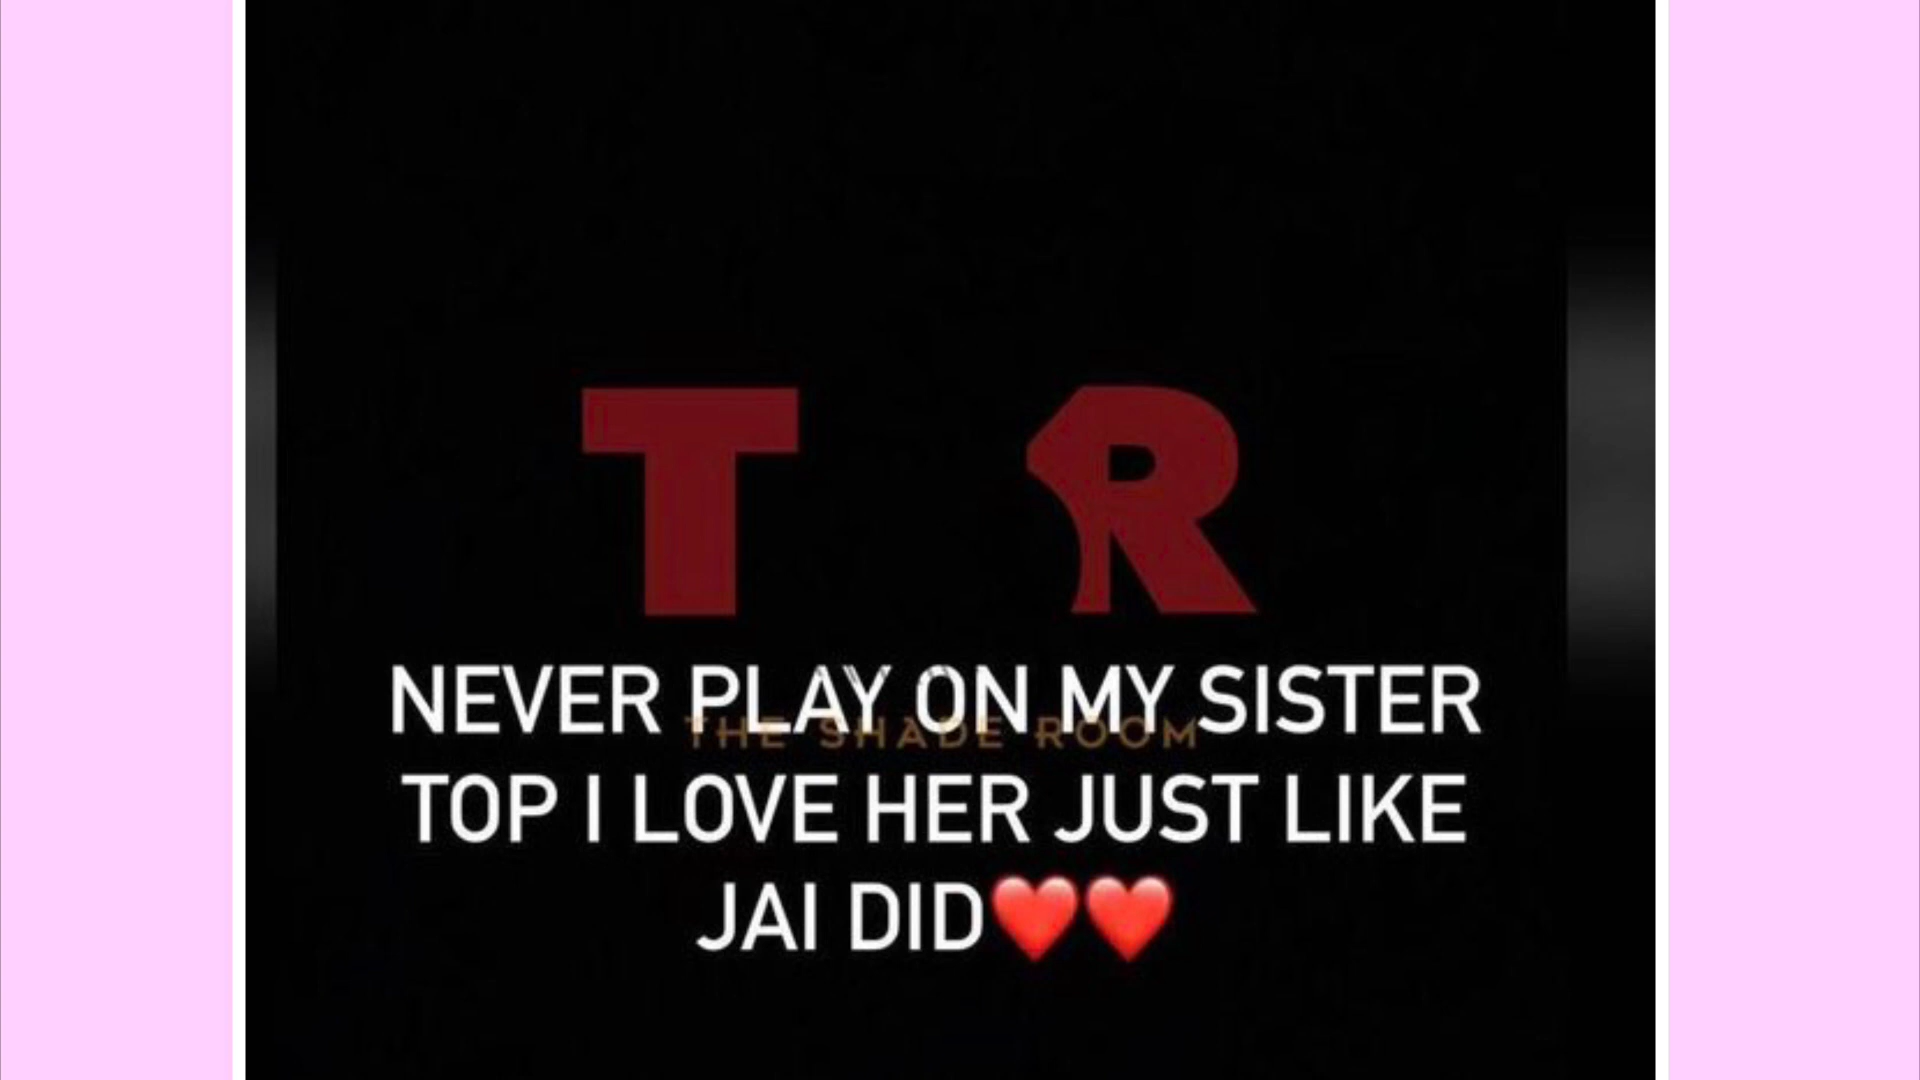 T R
NEVER PLAY ON MY SISTER
THE SHADE ROOM
TOP I LOVE HER JUST LIKE
JAI DID❤️❤️